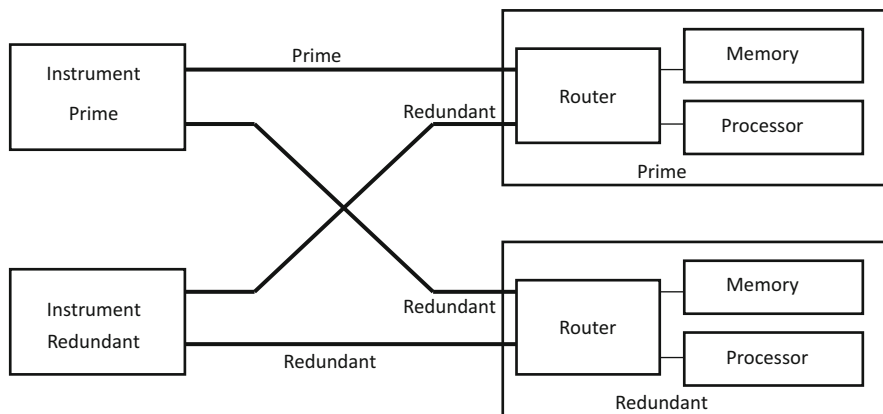 Instrument
Prime
Prime
Redundant
Router
Memory
Processor
Prime
Instrument
Redundant
Redundant
Redundant
Router
Memory
Processor
Redundant